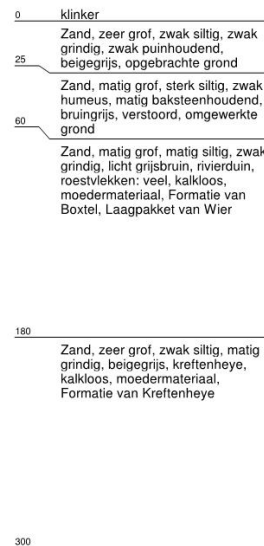 0 klinker
Zand, zeer grof, zwak siltig, zwak
grindig, zwak puinhoudend,
25 beigegrijs, opgebrachte grond
Zand, matig grof, sterk siltig, zwak
humeus, matig baksteenhoudend,
bruingrijs, verstoord, omgewerkte
60 grond
Zand, matig grof, matig siltig, zwak
grindig, licht grijsbruin, rivierduin,
roestvlekken: veel, kalkloos,
moedermateriaal, Formatie van
Boxtel, Laagpakket van Wier
180
Zand, zeer grof, zwak siltig, matig
grindig, beigegrijs, kreftenheye,
kalkloos, moedermateriaal,
Formatie van Kreftenheye
300